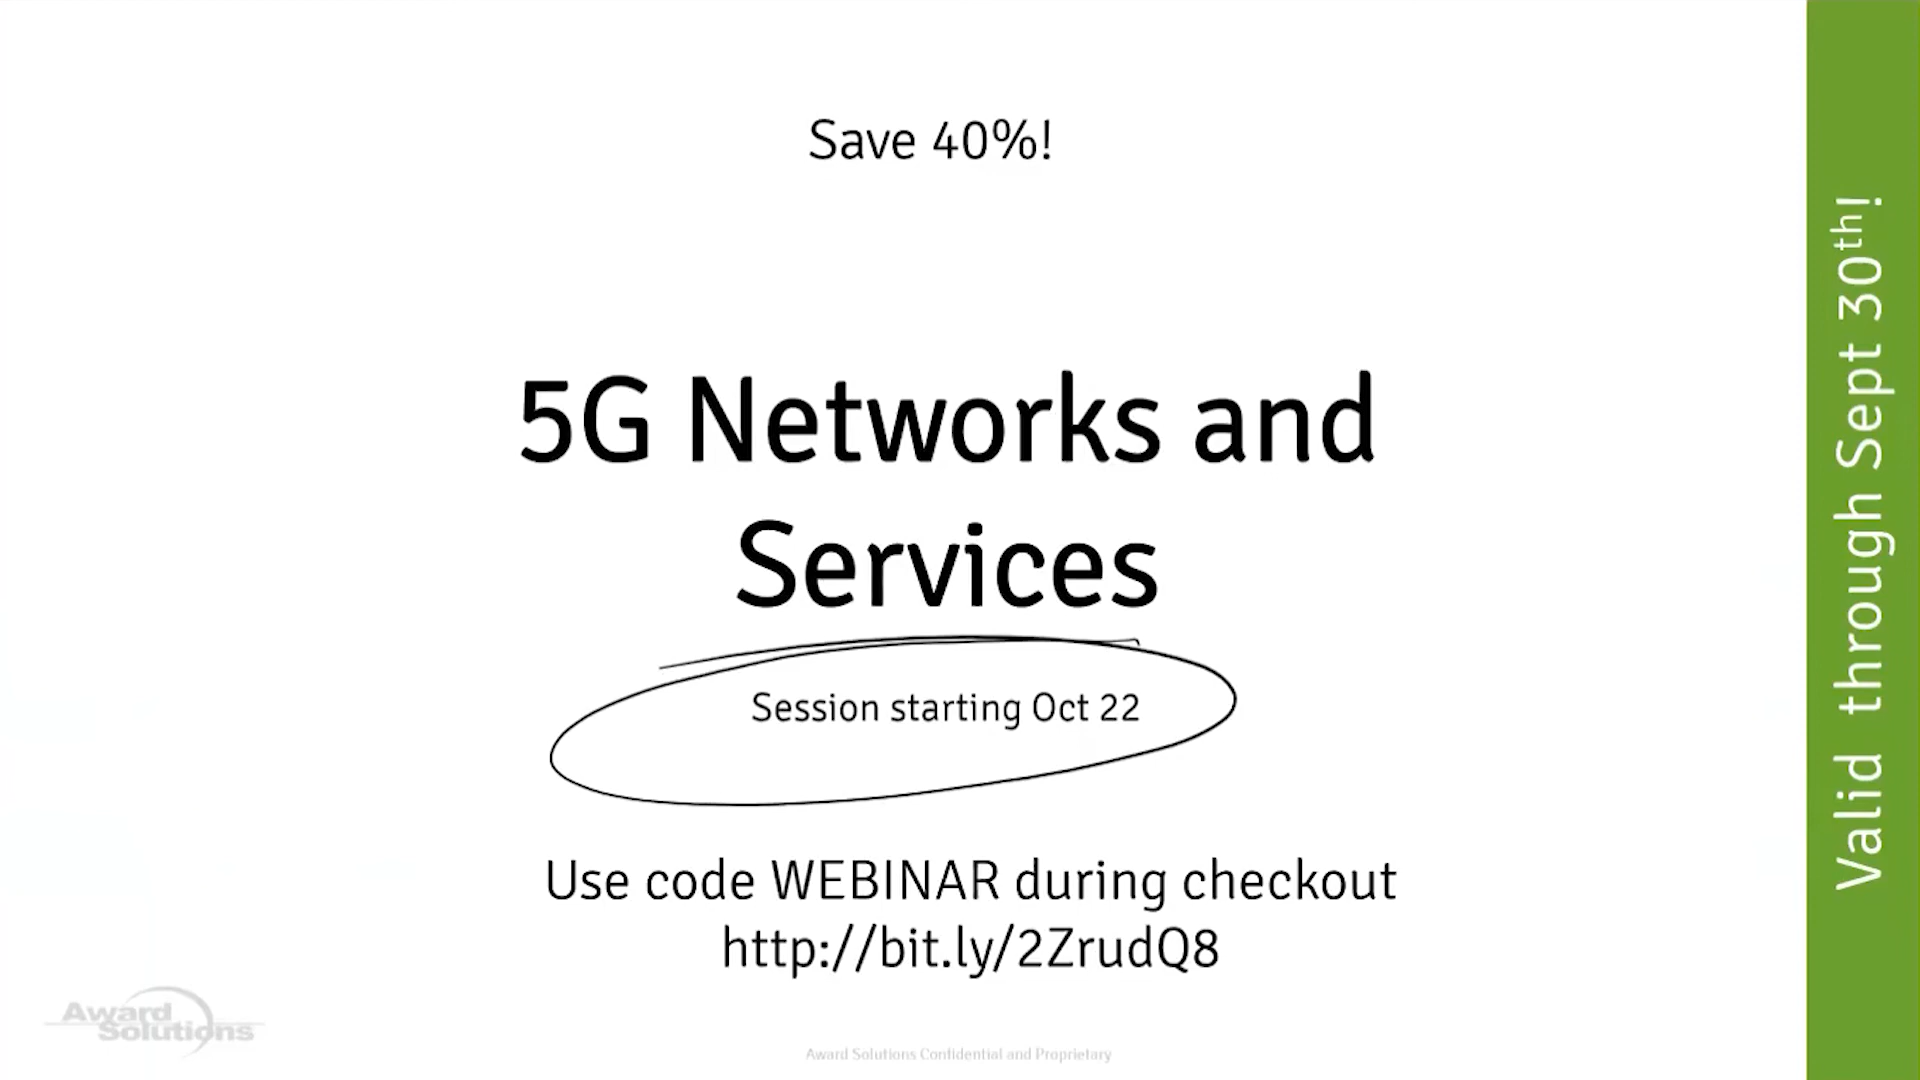 Save 40%!
5G Networks and
Services
Session starting Oct 22
Use code WEBINAR during checkout
http://bit.ly/2ZrudQ8
Valid through Sept 30th!
Award
Solutions
Award Solutions Confidential and Proprietary